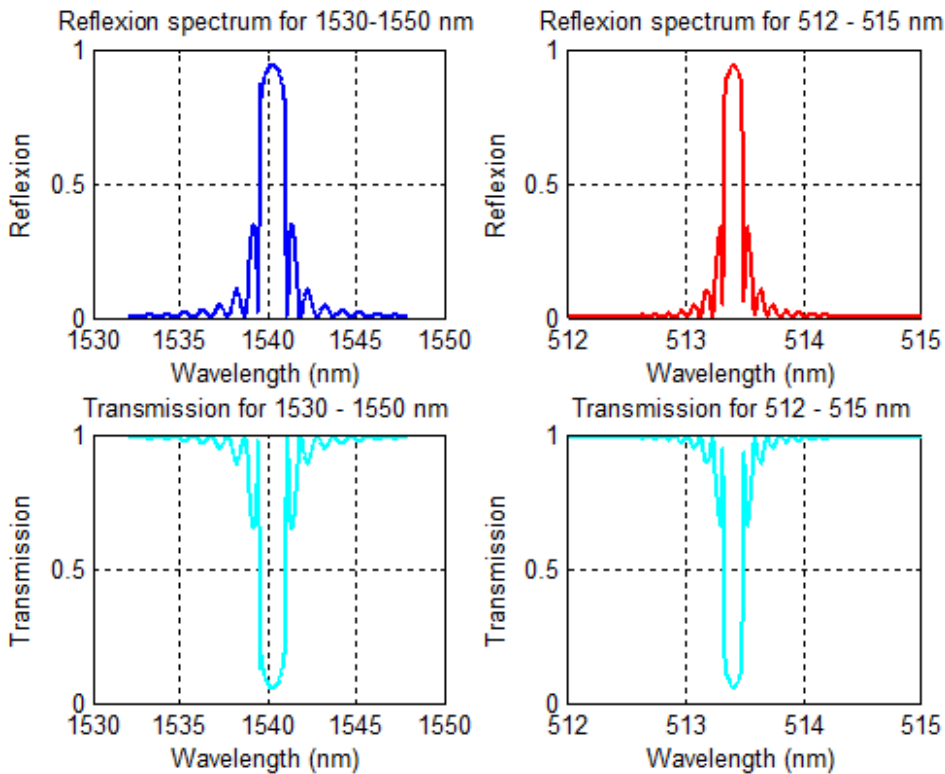 Reflexion spectrum for 1530-1550 nm
1
0.5
0
Reflexion
1530 1535 1540 1545 1550
Wavelength (nm)
Reflexion spectrum for 512 - 515 nm
1
0.5
0
Reflexion
512 513 514 515
Wavelength (nm)
Transmission for 1530 - 1550 nm
1
0.5
0
Transmission
1530 1535 1540 1545 1550
Wavelength (nm)
Transmission for 512 - 515 nm
1
0.5
0
Transmission
512 513 514 515
Wavelength (nm)